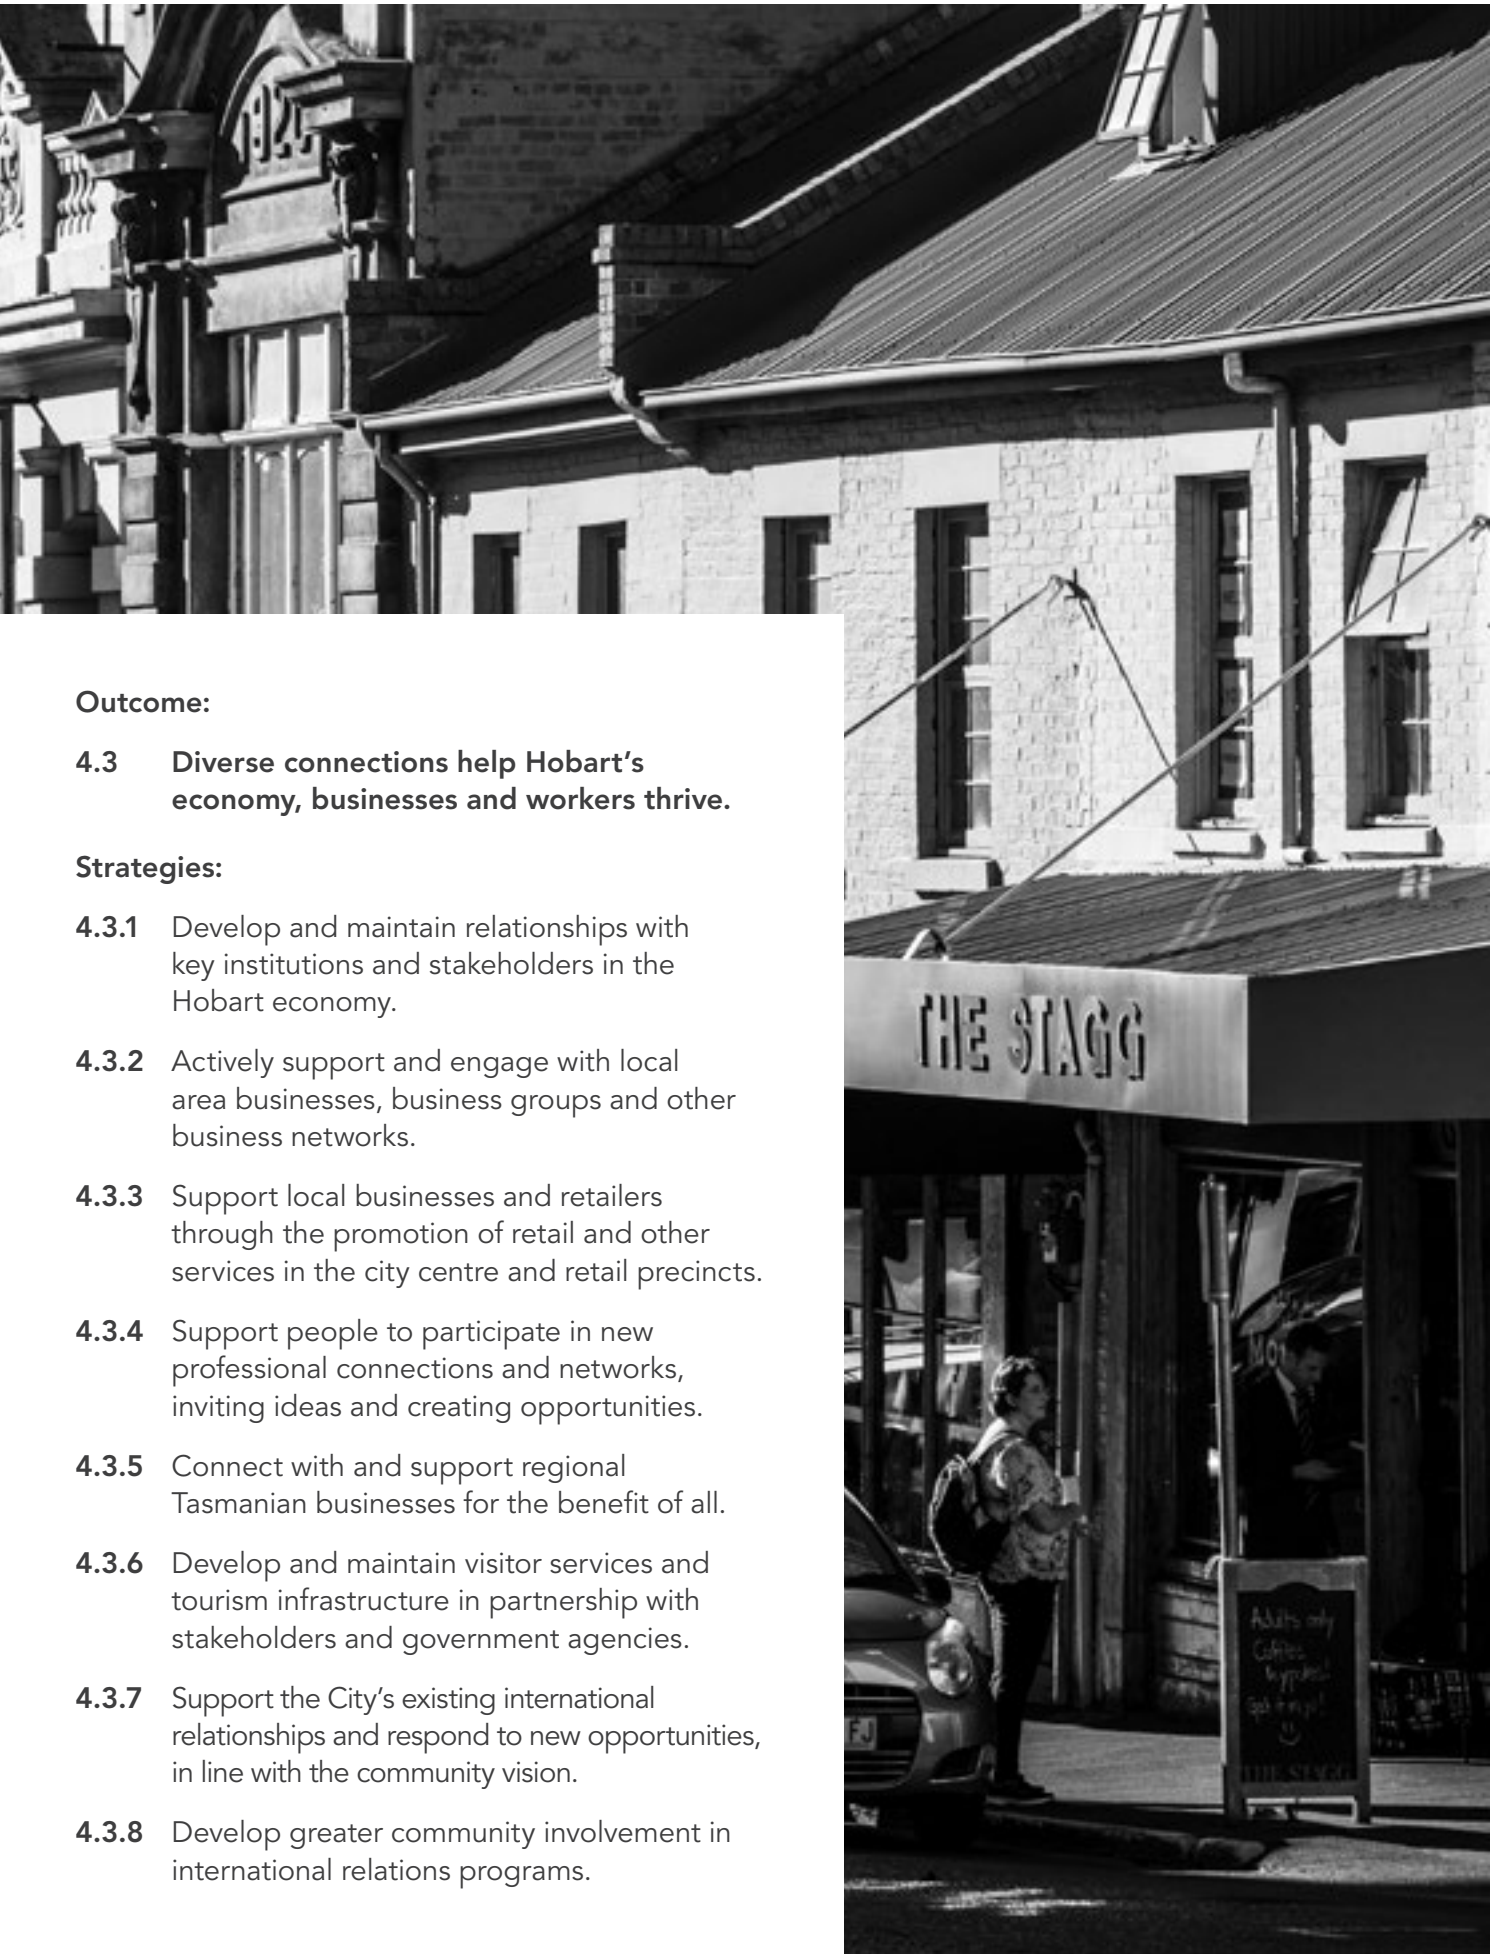 Outcome:
4.3 Diverse connections help Hobart's
economy, businesses and workers thrive.
Strategies:
4.3.1 Develop and maintain relationships with
key institutions and stakeholders in the
Hobart economy.
4.3.2 Actively support and engage with local
area businesses, business groups and other
business networks.
4.3.3 Support local businesses and retailers
through the promotion of retail and other
services in the city centre and retail precincts.
4.3.4 Support people to participate in new
professional connections and networks,
inviting ideas and creating opportunities.
4.3.5 Connect with and support regional
Tasmanian businesses for the benefit of all.
4.3.6 Develop and maintain visitor services and
tourism infrastructure in partnership with
stakeholders and government agencies.
4.3.7 Support the City's existing international
relationships and respond to new opportunities,
in line with the community vision.
4.3.8 Develop greater community involvement in
international relations programs.
THE STAGG
Adults only
Coffee
THE STAGG
FJ